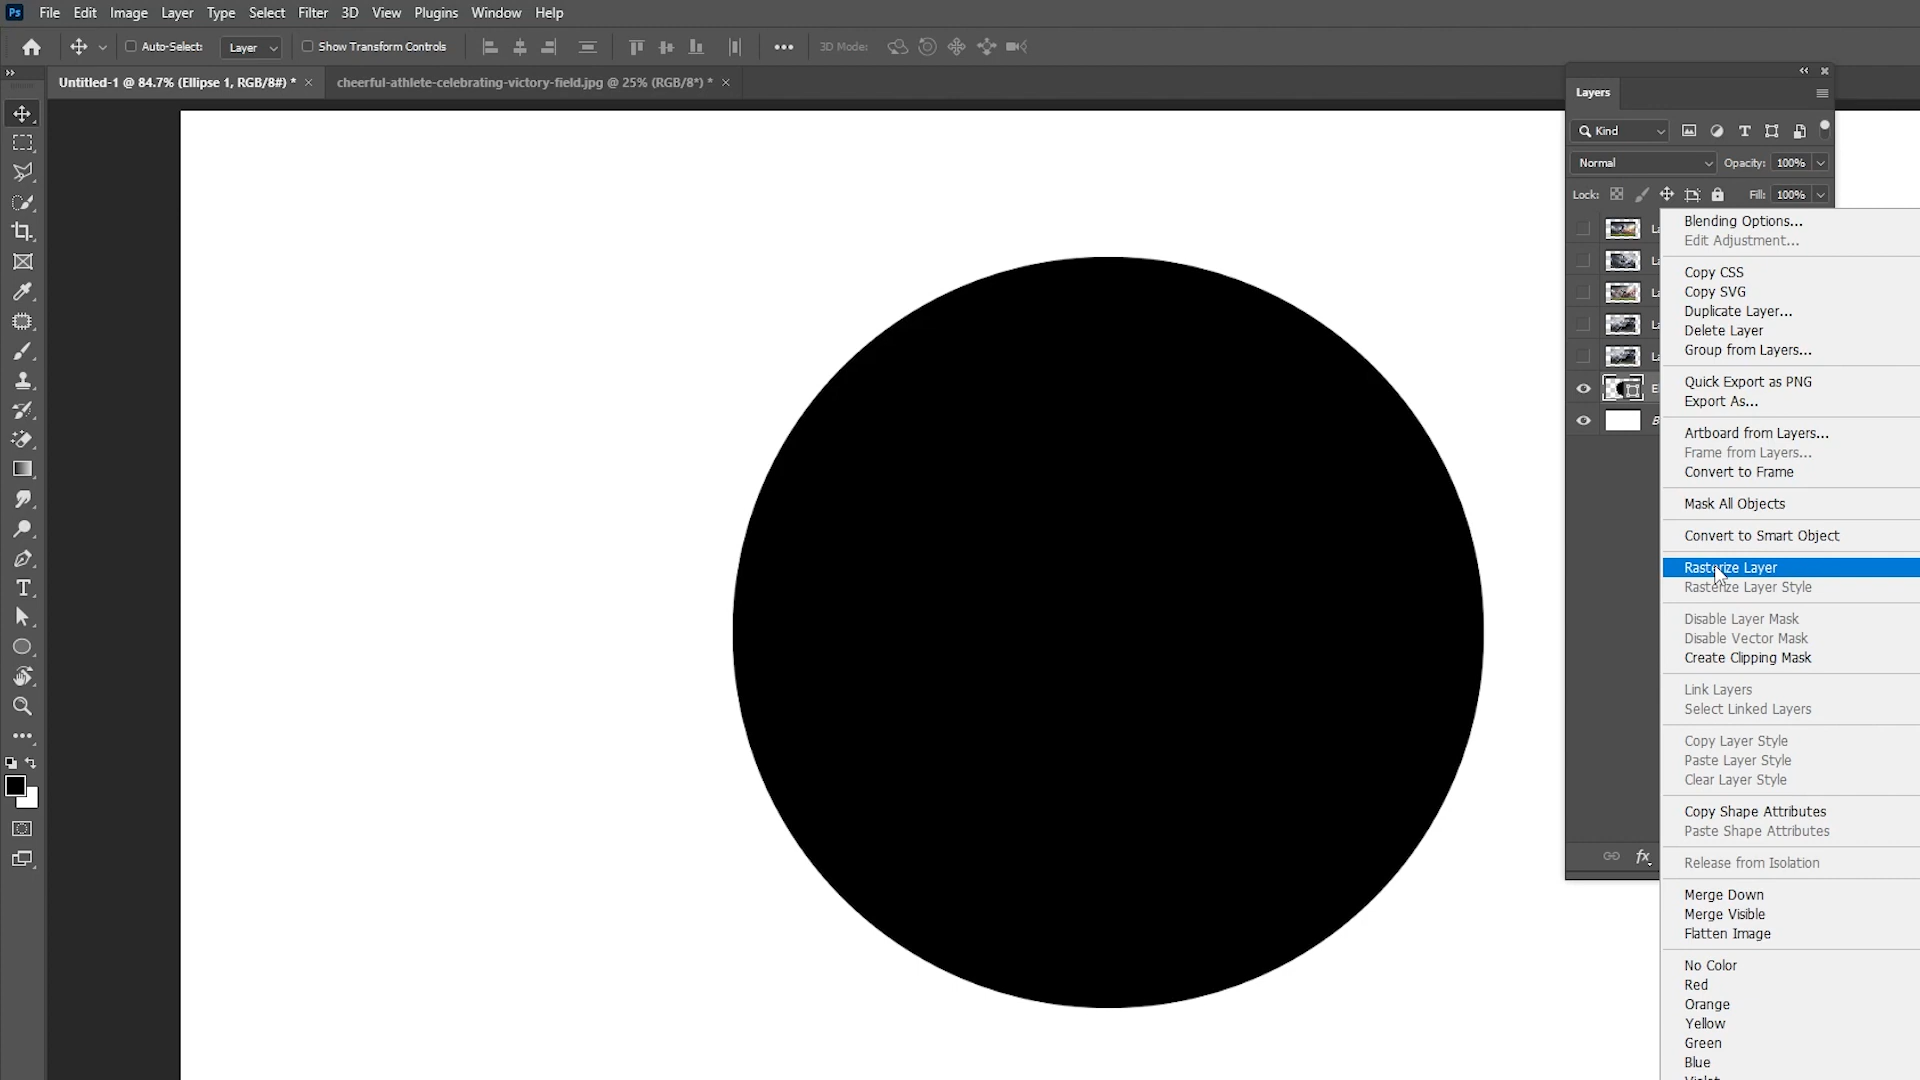 Ps File Edit Image Layer Type Select Filter 3D View Plugins Window Help
Auto-Select: Layer Show Transform Controls 3D Mode:
Untitled-1 @ 84.7% (Ellipse 1, RGB/8#) * × cheerful-athlete-celebrating-victory-field.jpg @ 25% (RGB/8*) * ×
Layers
Kind
Normal Opacity: 100%
Lock: Fill: 100%
Blending Options...
Edit Adjustment...
Copy CSS
Copy SVG
Duplicate Layer...
Delete Layer
Group from Layers...
Quick Export as PNG
Export As...
Artboard from Layers...
Frame from Layers...
Convert to Frame
Mask All Objects
Convert to Smart Object
Rasterize Layer
Rasterize Layer Style
Disable Layer Mask
Disable Vector Mask
Create Clipping Mask
Link Layers
Select Linked Layers
Copy Layer Style
Paste Layer Style
Clear Layer Style
Copy Shape Attributes
Paste Shape Attributes
fx
Release from Isolation
Merge Down
Merge Visible
Flatten Image
No Color
Red
Orange
Yellow
Green
Blue